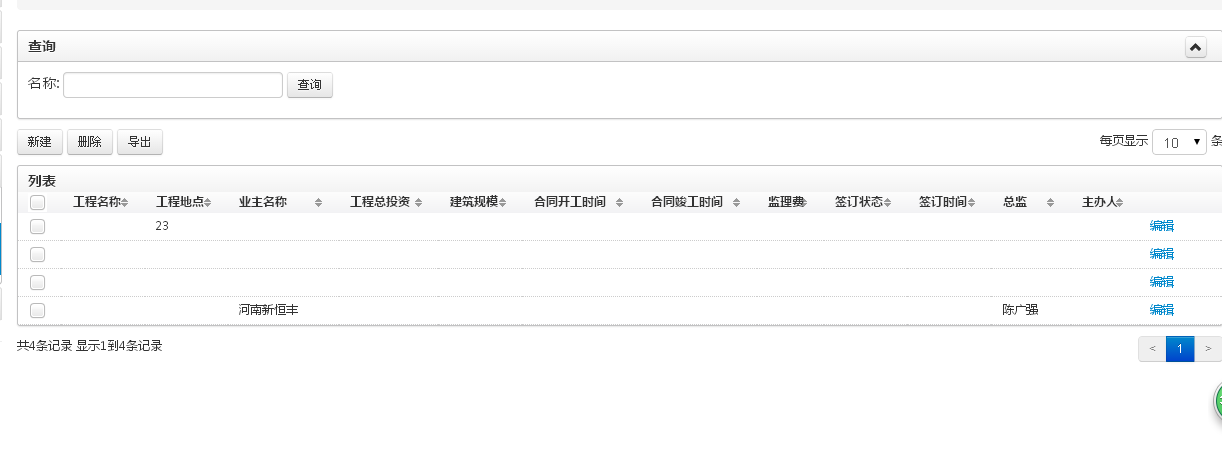 查询
名称: 查询
新建 删除 导出 每页显示 10 条
列表
工程名称 工程地点 业主名称 工程总投资 建筑规模 合同开工时间 合同竣工时间 监理费 签订状态 签订时间 总监 主办人
23 编辑
编辑
编辑
河南新恒丰 陈广强 编辑
共4条记录 显示1到4条记录 < 1 >